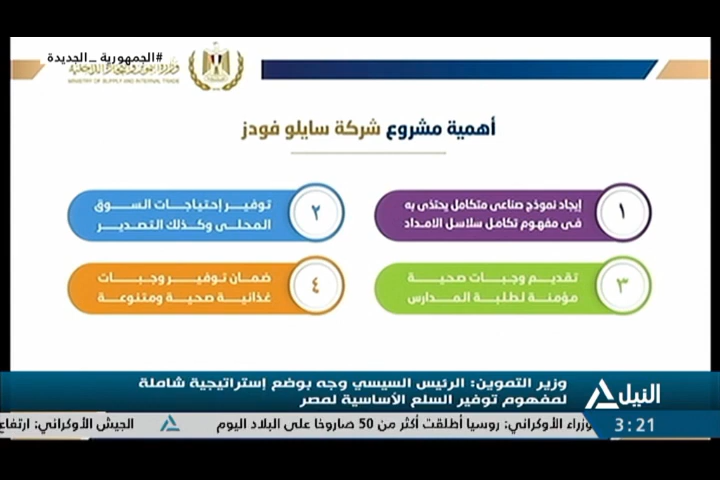 #الجمهورية_الجديدة
وزارة التموين والتجارة الداخلية
MINISTRY OF SUPPLY AND INTERNAL TRADE
أهمية مشروع شركة سايلو فودز
١
إيجاد نموذج صناعى متكامل يحتذى به
فى مفهوم تكامل سلاسل الامداد
٢
توفير إحتياجات السوق
المحلى وكذلك التصدير
٣
تقديم وجبات صحية
مؤمنة لطلبة المدارس
٤
ضمان توفير وجبات
غذائية صحية ومتنوعة
وزير التموين: الرئيس السيسي وجه بوضع إستراتيجية شاملة
لمفهوم توفير السلع الأساسية لمصر
النيل
3:21
وزراء الأوكراني: روسيا أطلقت أكثر من 50 صاروخا على البلاد اليوم
الجيش الأوكراني: ارتفاع